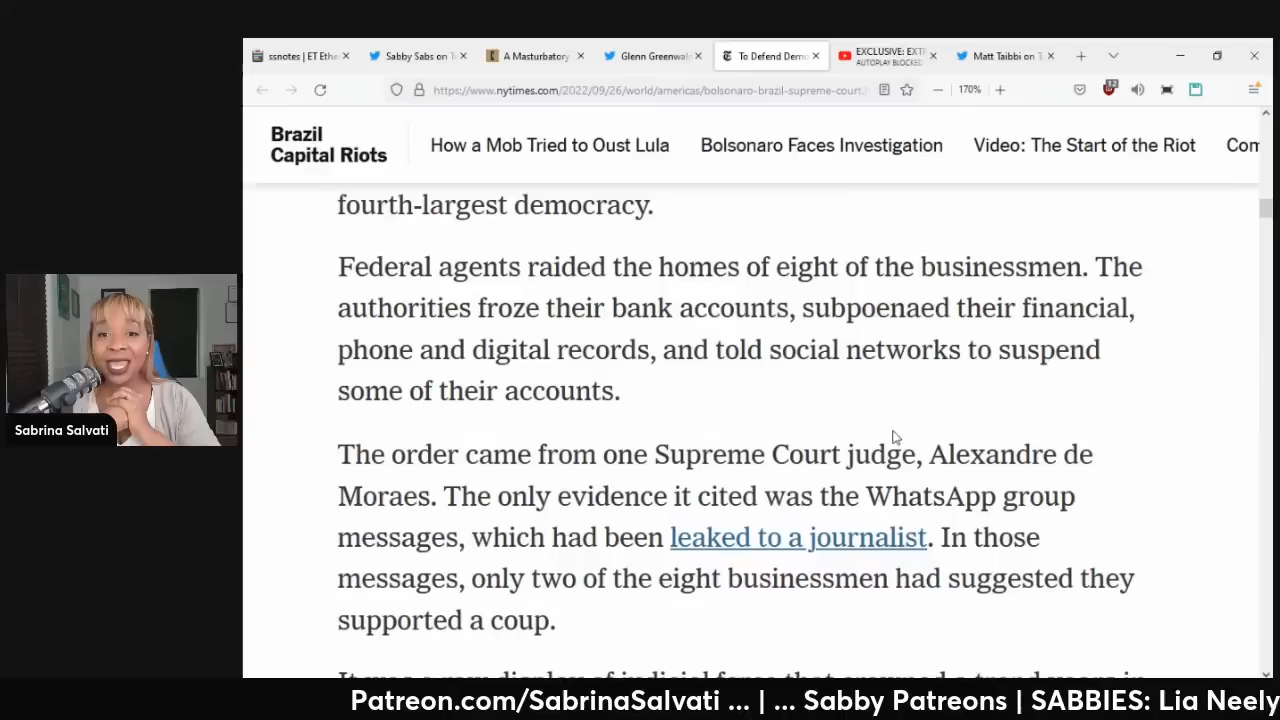 ssnotes | ET Ethe
Sabby Sabs on T
A Masturbatory
Glenn Greenwal
To Defend Demo
EXCLUSIVE: EXT
AUTOPLAY BLOCKED
Matt Taibbi on T
https://www.nytimes.com/2022/09/26/world/americas/bolsonaro-brazil-supreme-court.
170%
Brazil
Capital Riots
How a Mob Tried to Oust Lula
Bolsonaro Faces Investigation
Video: The Start of the Riot
Com
fourth-largest democracy.
Federal agents raided the homes of eight of the businessmen. The
authorities froze their bank accounts, subpoenaed their financial,
phone and digital records, and told social networks to suspend
some of their accounts.
The order came from one Supreme Court judge, Alexandre de
Moraes. The only evidence it cited was the WhatsApp group
messages, which had been leaked to a journalist. In those
messages, only two of the eight businessmen had suggested they
supported a coup.
Sabrina Salvati
Patreon.com/SabrinaSalvati ... | ... Sabby Patreons | SABBIES: Lia Neely